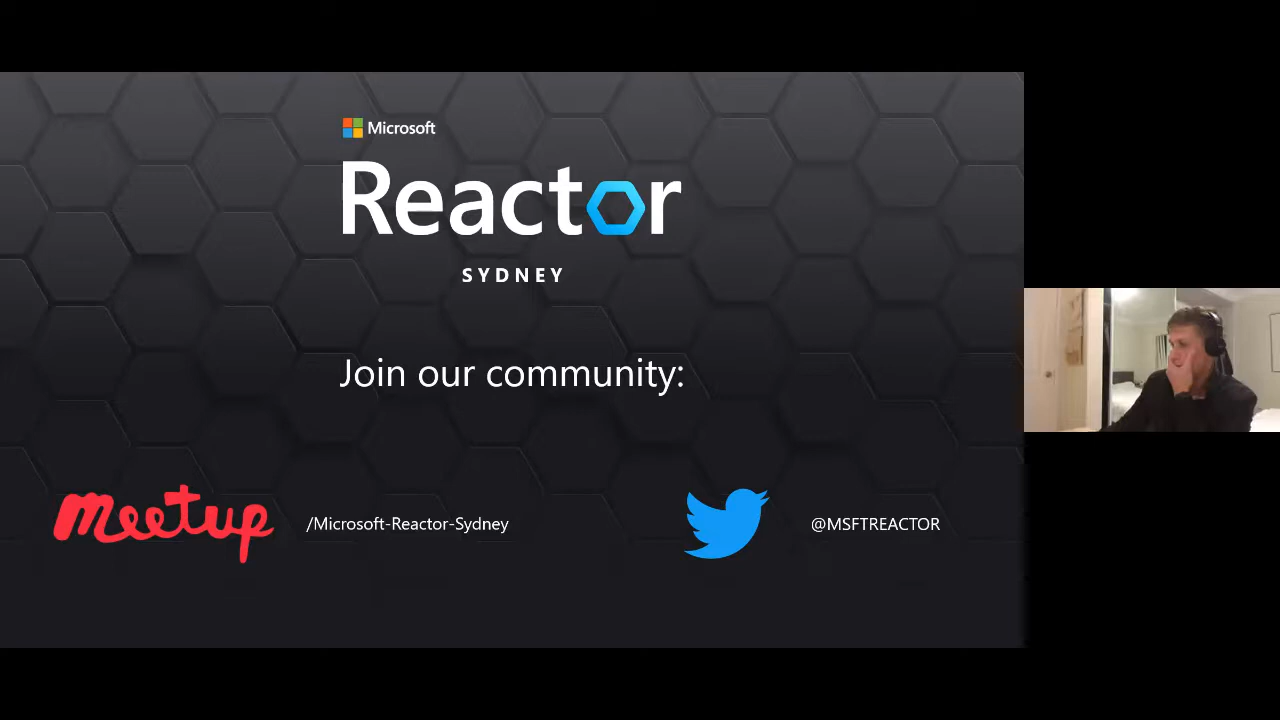 Microsoft
Reactor
SYDNEY
Join our community:
meetup
/Microsoft-Reactor-Sydney
@MSFTREACTOR